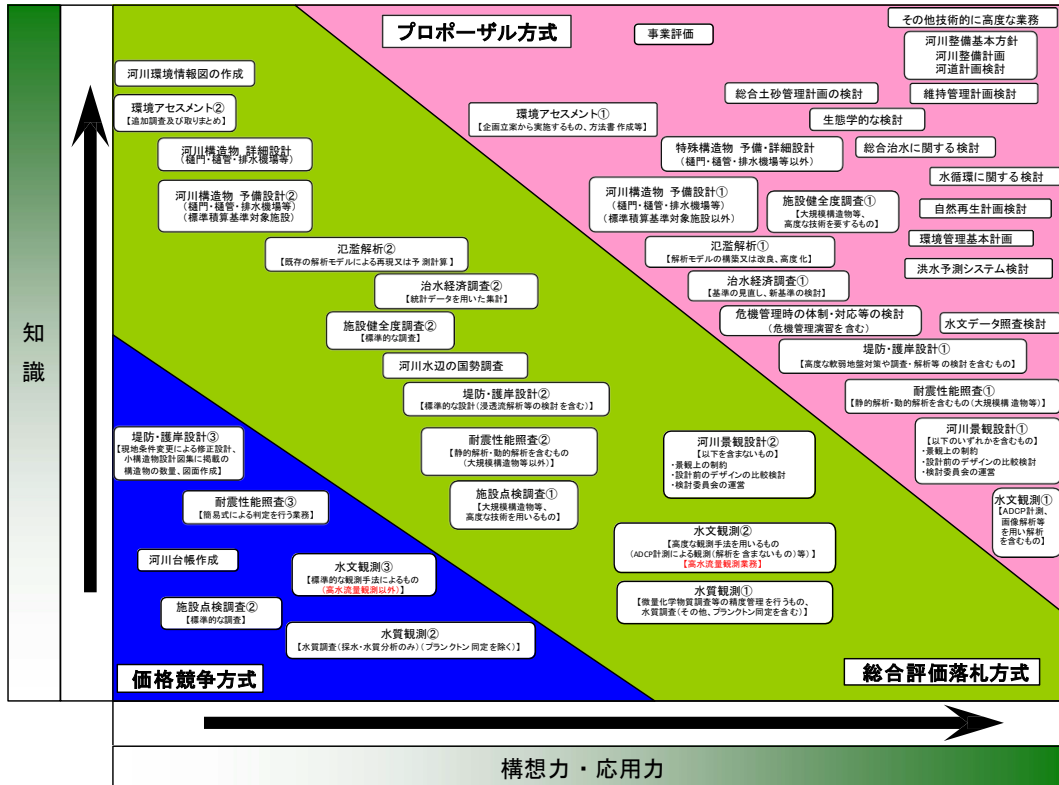 プロポーザル方式
事業評価
その他技術的に高度な業務
河川整備基本方針
河川整備計画
河道計画検討
河川環境情報図の作成
総合土砂管理計画の検討
維持管理計画検討
環境アセスメント②
【追加調査及び取りまとめ】
環境アセスメント①
【企画立案から実施するもの、方法書作成等】
生態学的な検討
河川構造物 詳細設計
(樋門・樋管・排水機場等)
特殊構造物 予備・詳細設計
(樋門・樋管・排水機場等以外)
総合治水に関する検討
水循環に関する検討
河川構造物 予備設計②
(樋門・樋管・排水機場等)
(標準積算基準対象施設)
河川構造物 予備設計①
(樋門・樋管・排水機場等)
(標準積算基準対象施設以外)
施設健全度調査①
【大規模構造物等、
高度な技術を要するもの】
自然再生計画検討
環境管理基本計画
氾濫解析②
【既存の解析モデルによる再現又は予測計算】
氾濫解析①
【解析モデルの構築又は改良、高度化】
洪水予測システム検討
治水経済調査②
【統計データを用いた集計】
治水経済調査①
【基準の見直し、新基準の検討】
施設健全度調査②
【標準的な調査】
危機管理時の体制・対応等の検討
(危機管理演習を含む)
水文データ照査検討
河川水辺の国勢調査
堤防・護岸設計①
【高度な軟弱地盤対策や調査・解析等の検討を含むもの】
堤防・護岸設計②
【標準的な設計(浸透流解析等の検討を含む)】
耐震性能照査①
【静的解析・動的解析を含むもの(大規模構造物等)】
堤防・護岸設計③
【現地条件変更による修正設計、
小構造物設計図集に掲載の
構造物の数量、図面作成】
耐震性能照査②
【静的解析・動的解析を含むもの
(大規模構造物等以外)】
河川景観設計②
【以下を含まないもの】
・景観上の制約
・設計前のデザインの比較検討
・検討委員会の運営
河川景観設計①
【以下のいずれかを含むもの】
・景観上の制約
・設計前のデザインの比較検討
・検討委員会の運営
耐震性能照査③
【簡易式による判定を行う業務】
施設点検調査①
【大規模構造物等、
高度な技術を用いるもの】
水文観測①
【ADCP計測、
画像解析等
を用い解析
を含むもの】
水文観測②
【高度な観測手法を用いるもの
(ADCP計測による観測(解析を含まないもの)等)】
【高水流量観測業務】
河川台帳作成
水文観測③
【標準的な観測手法によるもの
(高水流量観測以外)】
水質観測①
【微量化学物質調査等の精度管理を行うもの、
水質調査(その他、プランクトン同定を含む)】
施設点検調査②
【標準的な調査】
水質観測②
【水質調査(採水・水質分析のみ)(プランクトン同定を除く)】
価格競争方式
総合評価落札方式
知
識
構想力・応用力